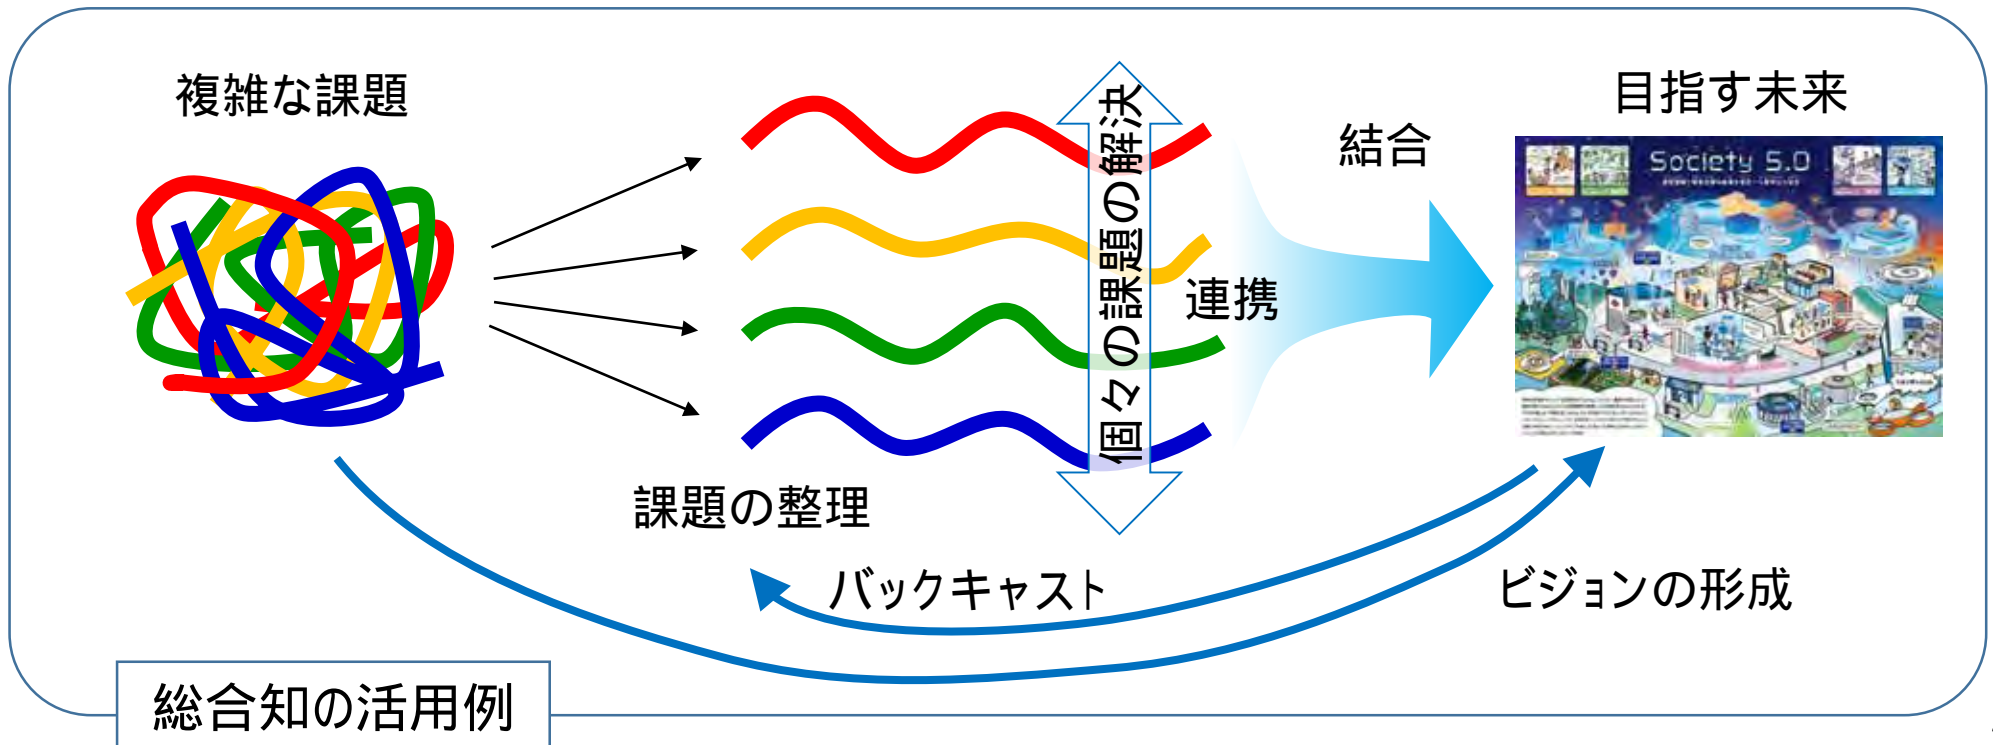 複雑な課題
個々の課題の解決
結合
目指す未来
Society 5.0
連携
課題の整理
バックキャスト
ビジョンの形成
総合知の活用例